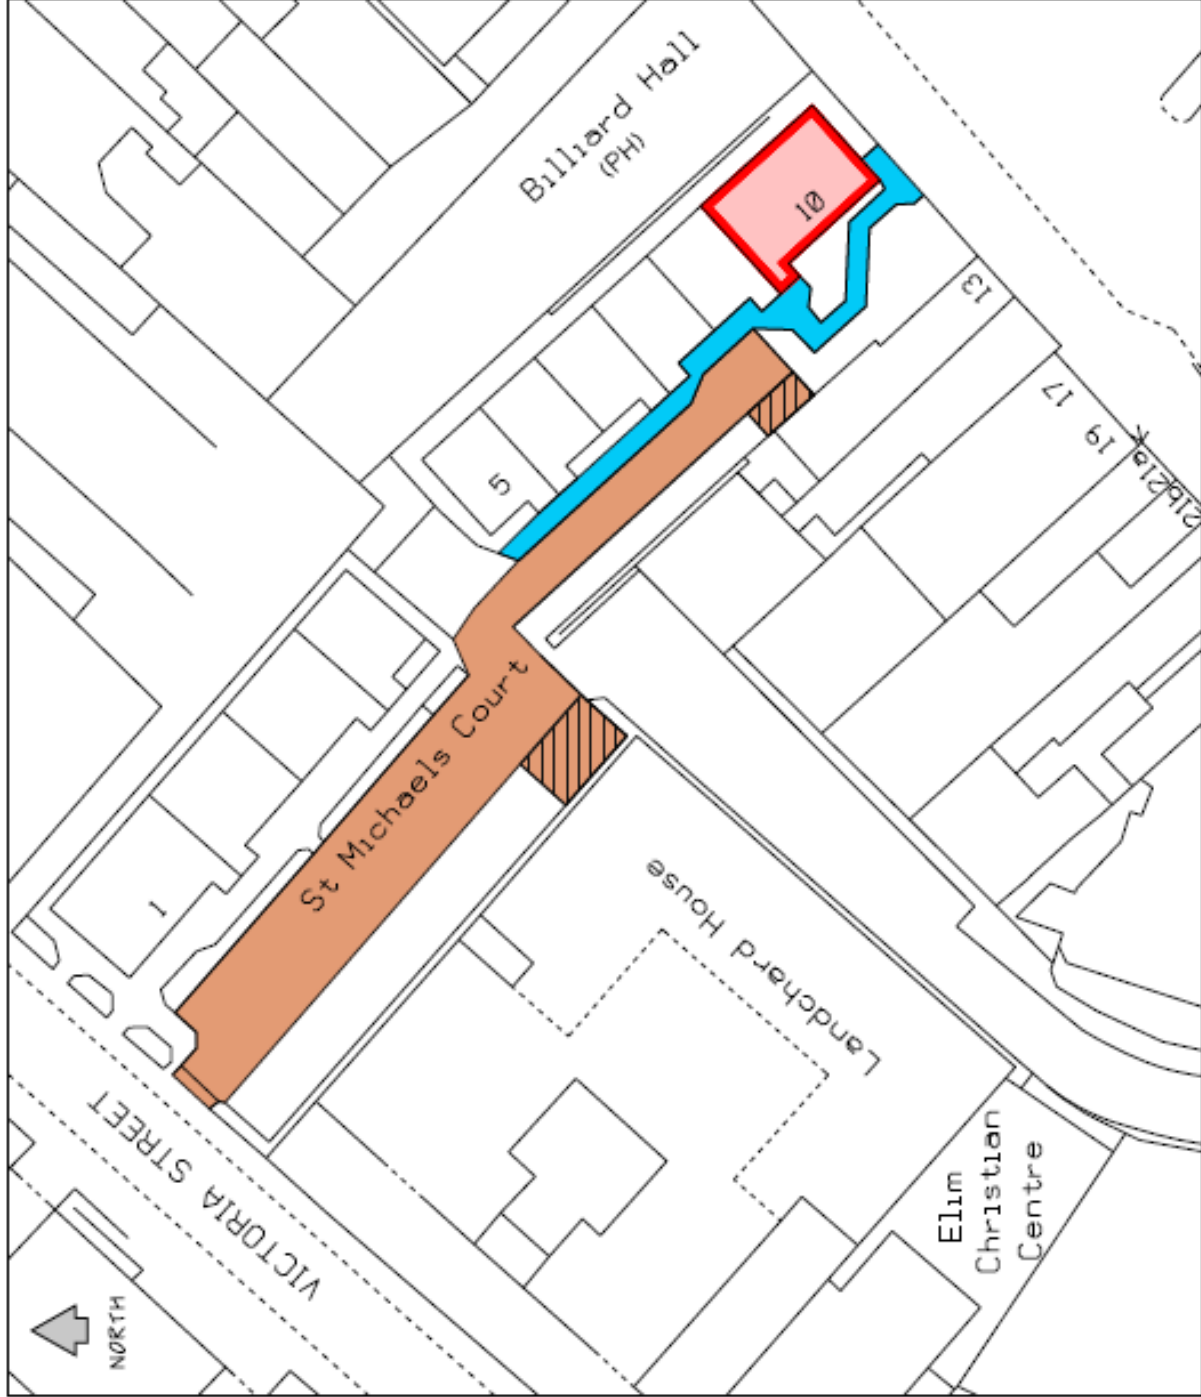 Billiard Hall
(PH)
10
13
5
17
19
21a
21b
St Michaels Court
1
Landchard House
VICTORIA STREET
Elim
Christian
Centre
NORTH